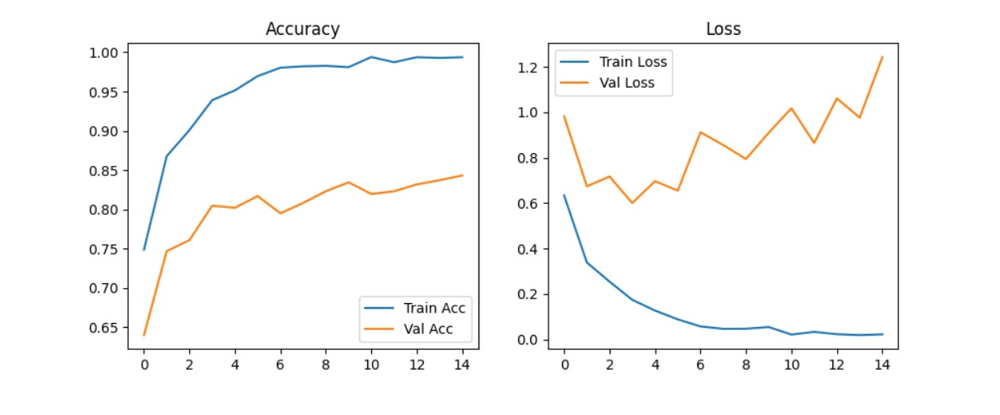 Accuracy
1.00
0.95
0.90
0.85
0.80
0.75
0.70
0.65
Train Acc
Val Acc
0 2 4 6 8 10 12 14
Loss
Train Loss
Val Loss
1.2
1.0
0.8
0.6
0.4
0.2
0.0
0 2 4 6 8 10 12 14